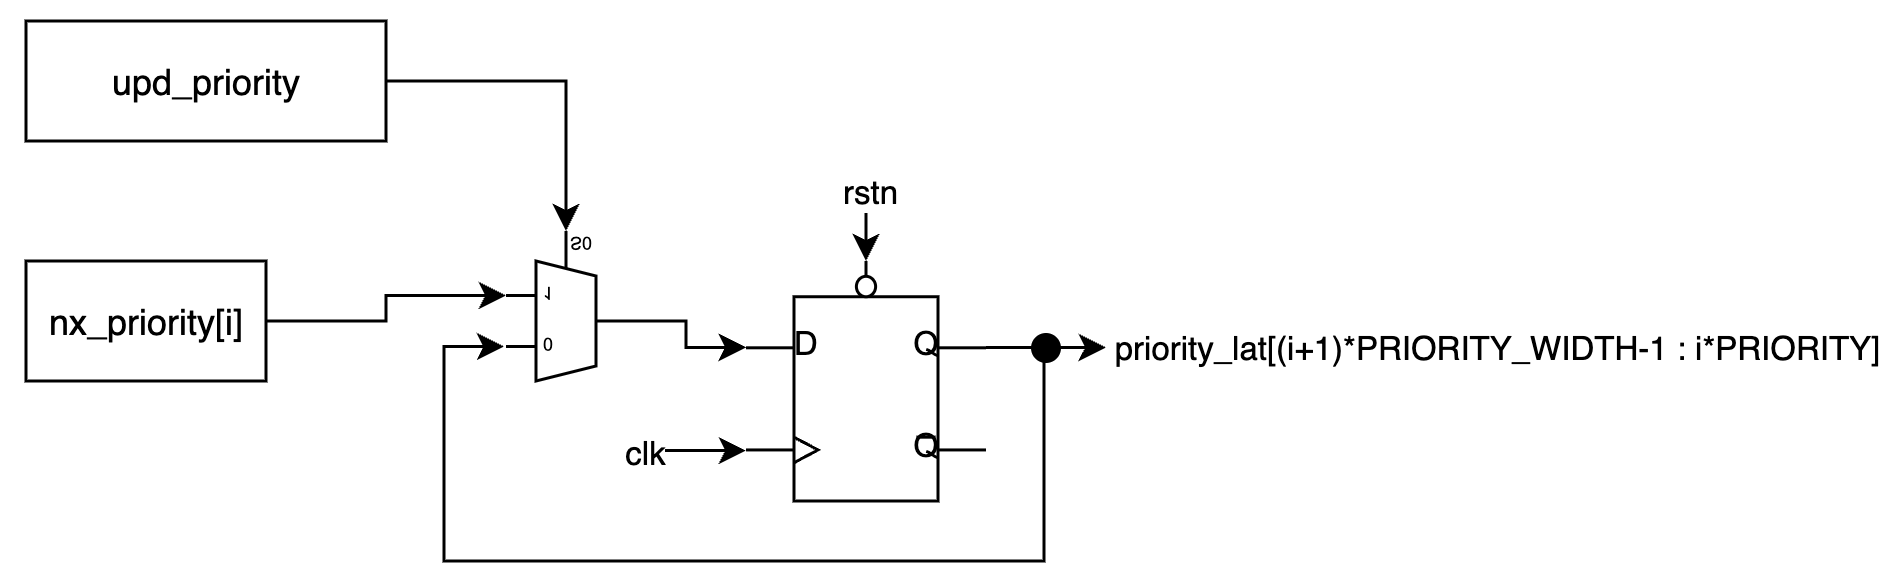 upd_priority
rstn
S0
nx_priority[i]
1
0
D
Q
priority_lat[(i+1)*PRIORITY_WIDTH-1 : i*PRIORITY]
clk
Q